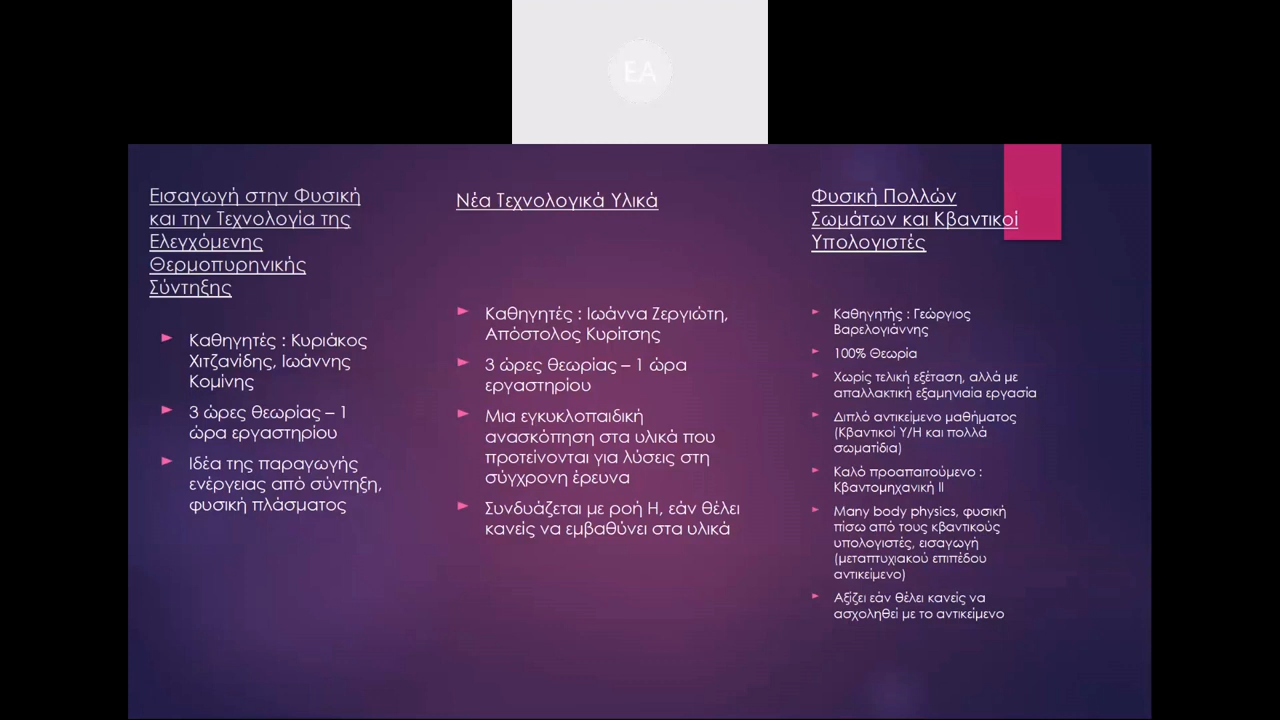 EA
Εισαγωγή στην Φυσική
και την Τεχνολογία της
Ελεγχόμενης
Θερμοπυρηνικής
Σύντηξης
Καθηγητές : Κυριάκος
Χιτζανίδης, Ιωάννης
Κομίνης
3 ώρες θεωρίας – 1
ώρα εργαστηρίου
Ιδέα της παραγωγής
ενέργειας από σύντηξη,
φυσική πλάσματος
Νέα Τεχνολογικά Υλικά
Καθηγητές : Ιωάννα Ζεργιώτη,
Απόστολος Κυρίτσης
3 ώρες θεωρίας – 1 ώρα
εργαστηρίου
Μια εγκυκλοπαιδική
ανασκόπηση στα υλικά που
προτείνονται για λύσεις στη
σύγχρονη έρευνα
Συνδυάζεται με ροή Η, εάν θέλει
κανείς να εμβαθύνει στα υλικά
Φυσική Πολλών
Σωμάτων και Κβαντικοί
Υπολογιστές
Καθηγητής : Γεώργιος
Βαρελογιάννης
100% Θεωρία
Χωρίς τελική εξέταση, αλλά με
απαλλακτική εξαμηνιαία εργασία
Διπλό αντικείμενο μαθήματος
(Κβαντικοί Υ/Η και πολλά
σωματίδια)
Καλό προαπαιτούμενο :
Κβαντομηχανική ΙΙ
Many body physics, φυσική
πίσω από τους κβαντικούς
υπολογιστές, εισαγωγή
(μεταπτυχιακού επιπέδου
αντικείμενο)
Αξίζει εάν θέλει κανείς να
ασχοληθεί με το αντικείμενο